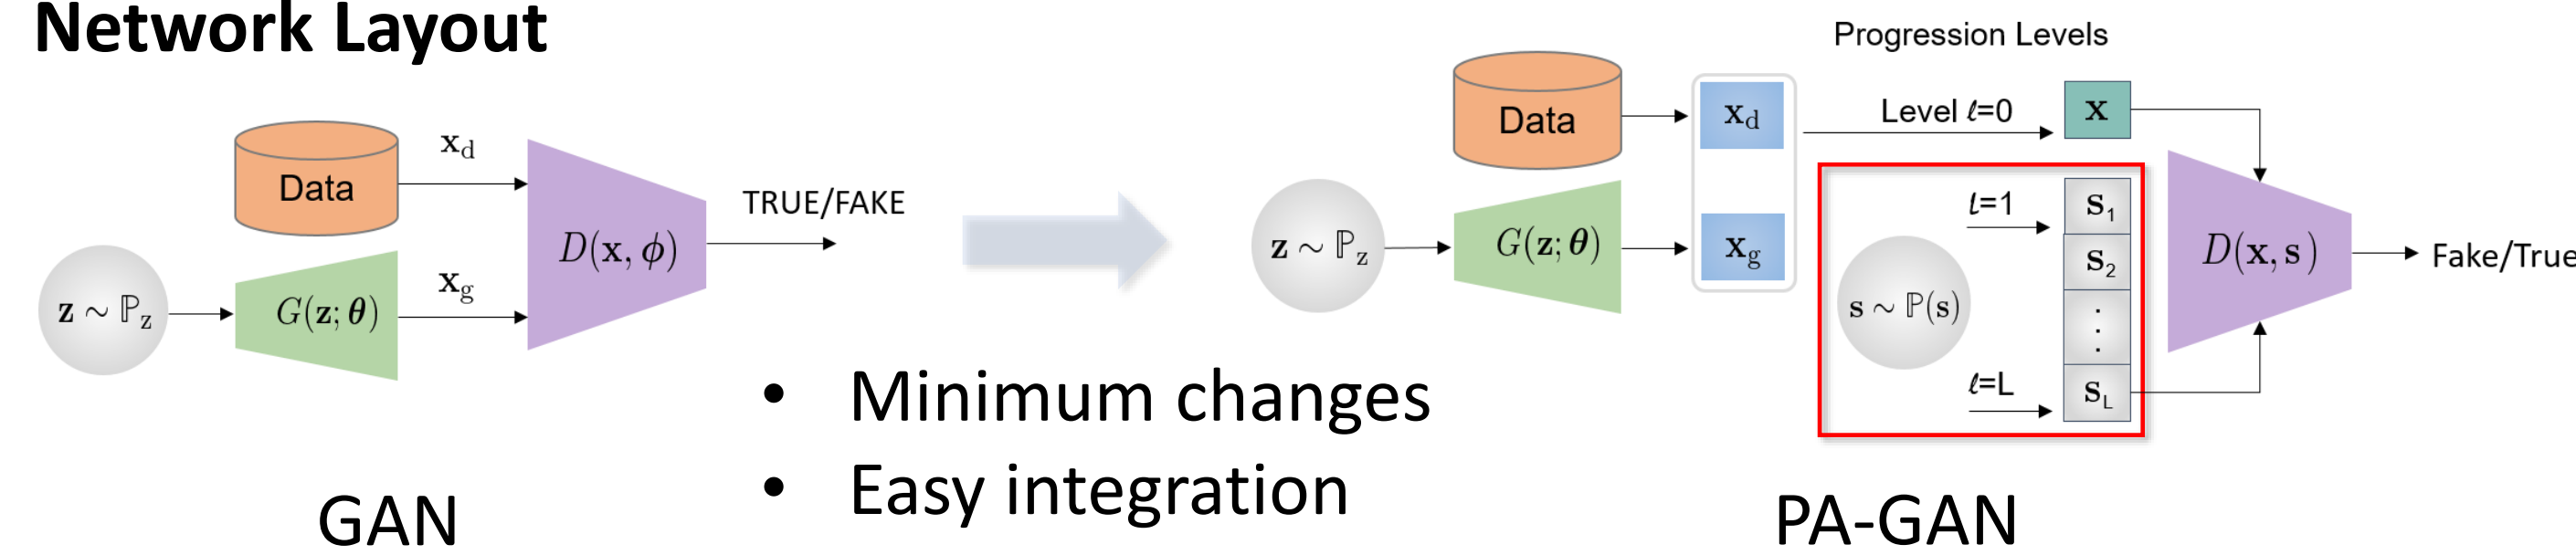 Network Layout
Data
x_d
z ∼ ℙ_z
G(z; θ)
x_g
D(x, ϕ)
TRUE/FAKE
GAN
• Minimum changes
• Easy integration
Progression Levels
Data
x_d
Level ℓ=0
x
z ∼ ℙ_z
G(z; θ)
x_g
s ∼ ℙ(s)
ℓ=1
s_1
s_2
⋮
ℓ=L
s_L
D(x, s)
Fake/True
PA-GAN